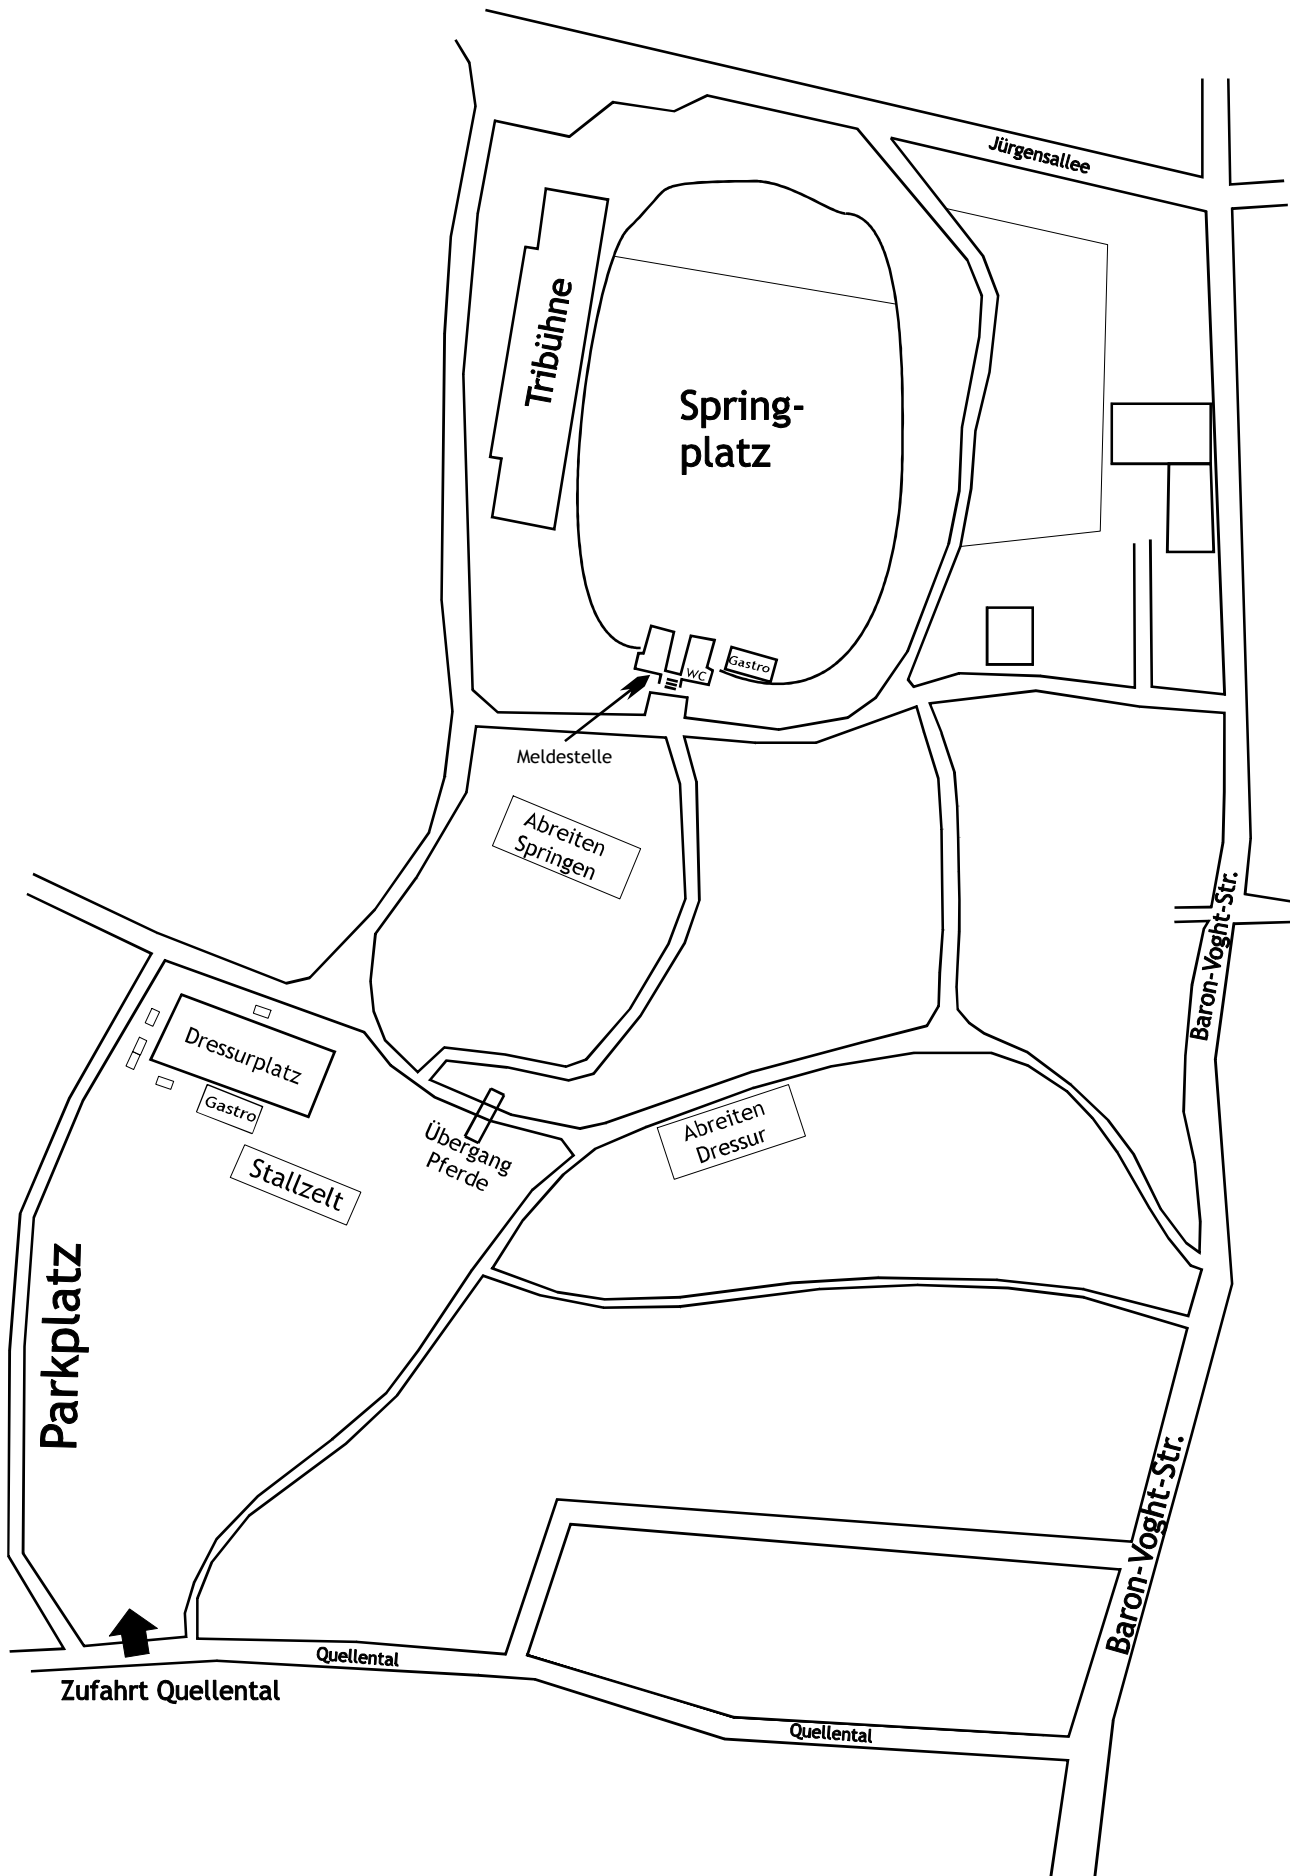 Jürgensallee
Tribühne
Spring-
platz
WC
Gastro
Meldestelle
Abreiten
Springen
Baron-Voght-Str.
Dressurplatz
Gastro
Übergang
Pferde
Abreiten
Dressur
Stallzelt
Parkplatz
Baron-Voght-Str.
Quellental
Zufahrt Quellental
Quellental